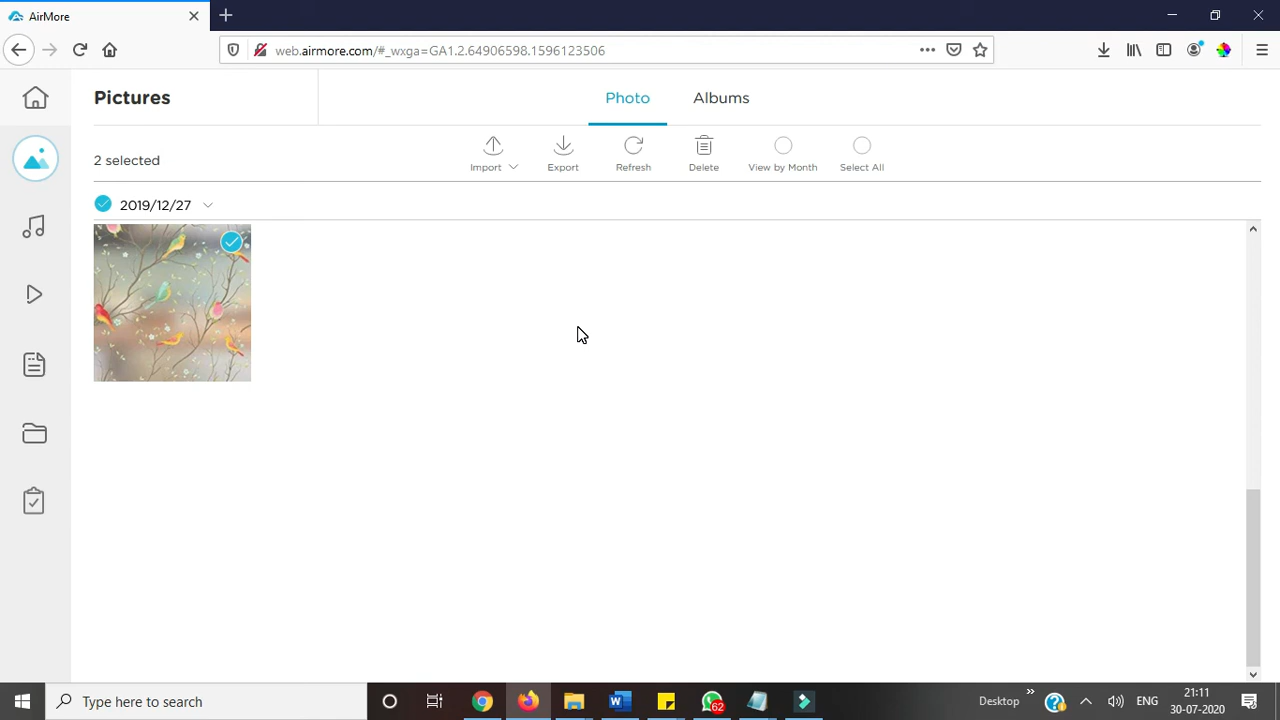 AirMore
web.airmore.com/#_wxga=GA1.2.64906598.1596123506
Pictures
Photo
Albums
2 selected
Import
Export
Refresh
Delete
View by Month
Select All
2019/12/27
Type here to search
62
Desktop
ENG
21:11
30-07-2020